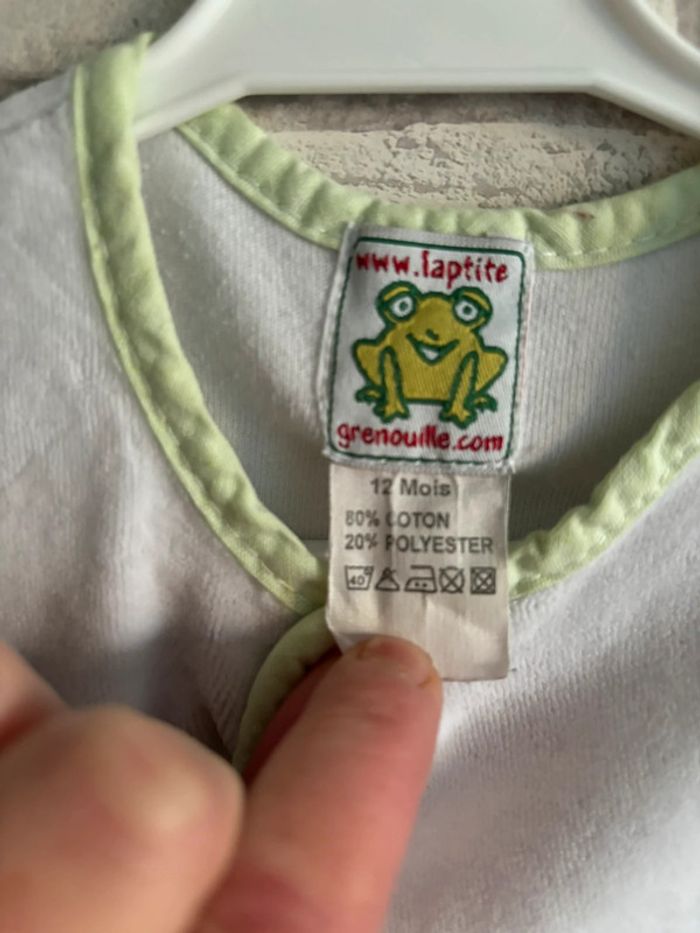 www.laptite
grenouille.com
12 Mois
80% COTON
20% POLYESTER
40